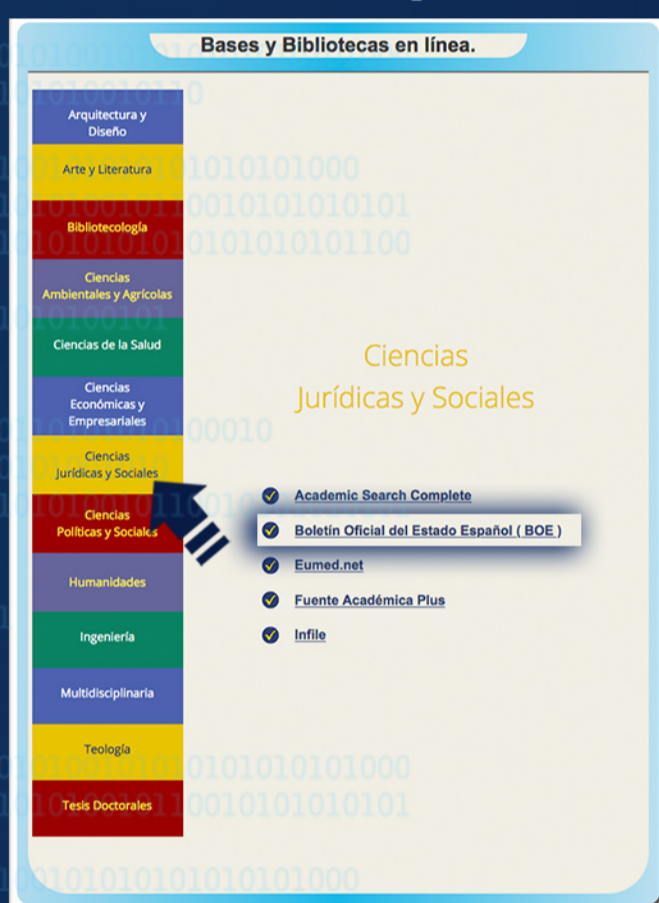 Bases y Bibliotecas en línea.
Arquitectura y
Diseño
Arte y Literatura
Bibliotecología
Ciencias
Ambientales y Agrícolas
Ciencias de la Salud
Ciencias
Económicas y
Empresariales
Ciencias
Jurídicas y Sociales
Ciencias
Políticas y Sociales
Humanidades
Ingeniería
Multidisciplinaria
Teología
Tesis Doctorales
Ciencias
Jurídicas y Sociales
Academic Search Complete
Boletín Oficial del Estado Español ( BOE )
Eumed.net
Fuente Académica Plus
Infile